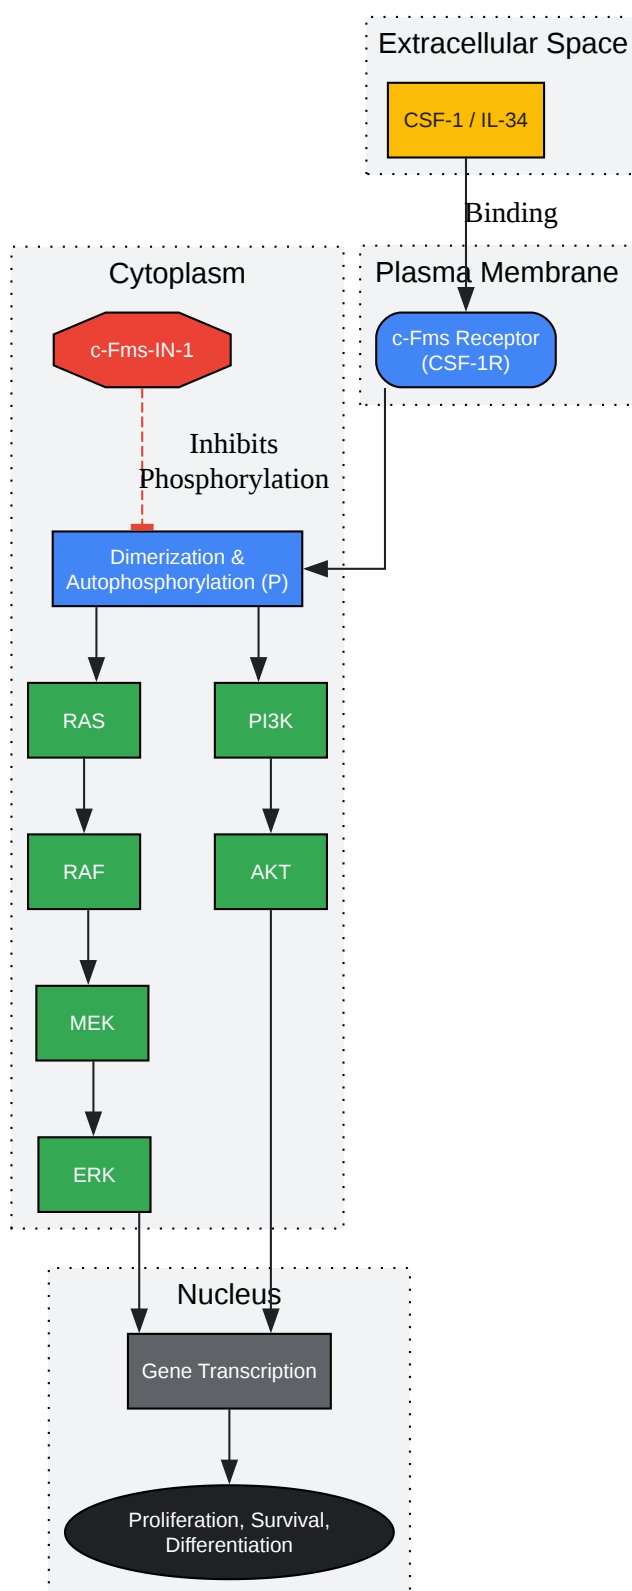 Extracellular Space
CSF-1 / IL-34
Binding
Plasma Membrane
c-Fms Receptor
(CSF-1R)
Cytoplasm
c-Fms-IN-1
Inhibits
Phosphorylation
Dimerization &
Autophosphorylation (P)
RAS
PI3K
RAF
AKT
MEK
ERK
Nucleus
Gene Transcription
Proliferation, Survival,
Differentiation